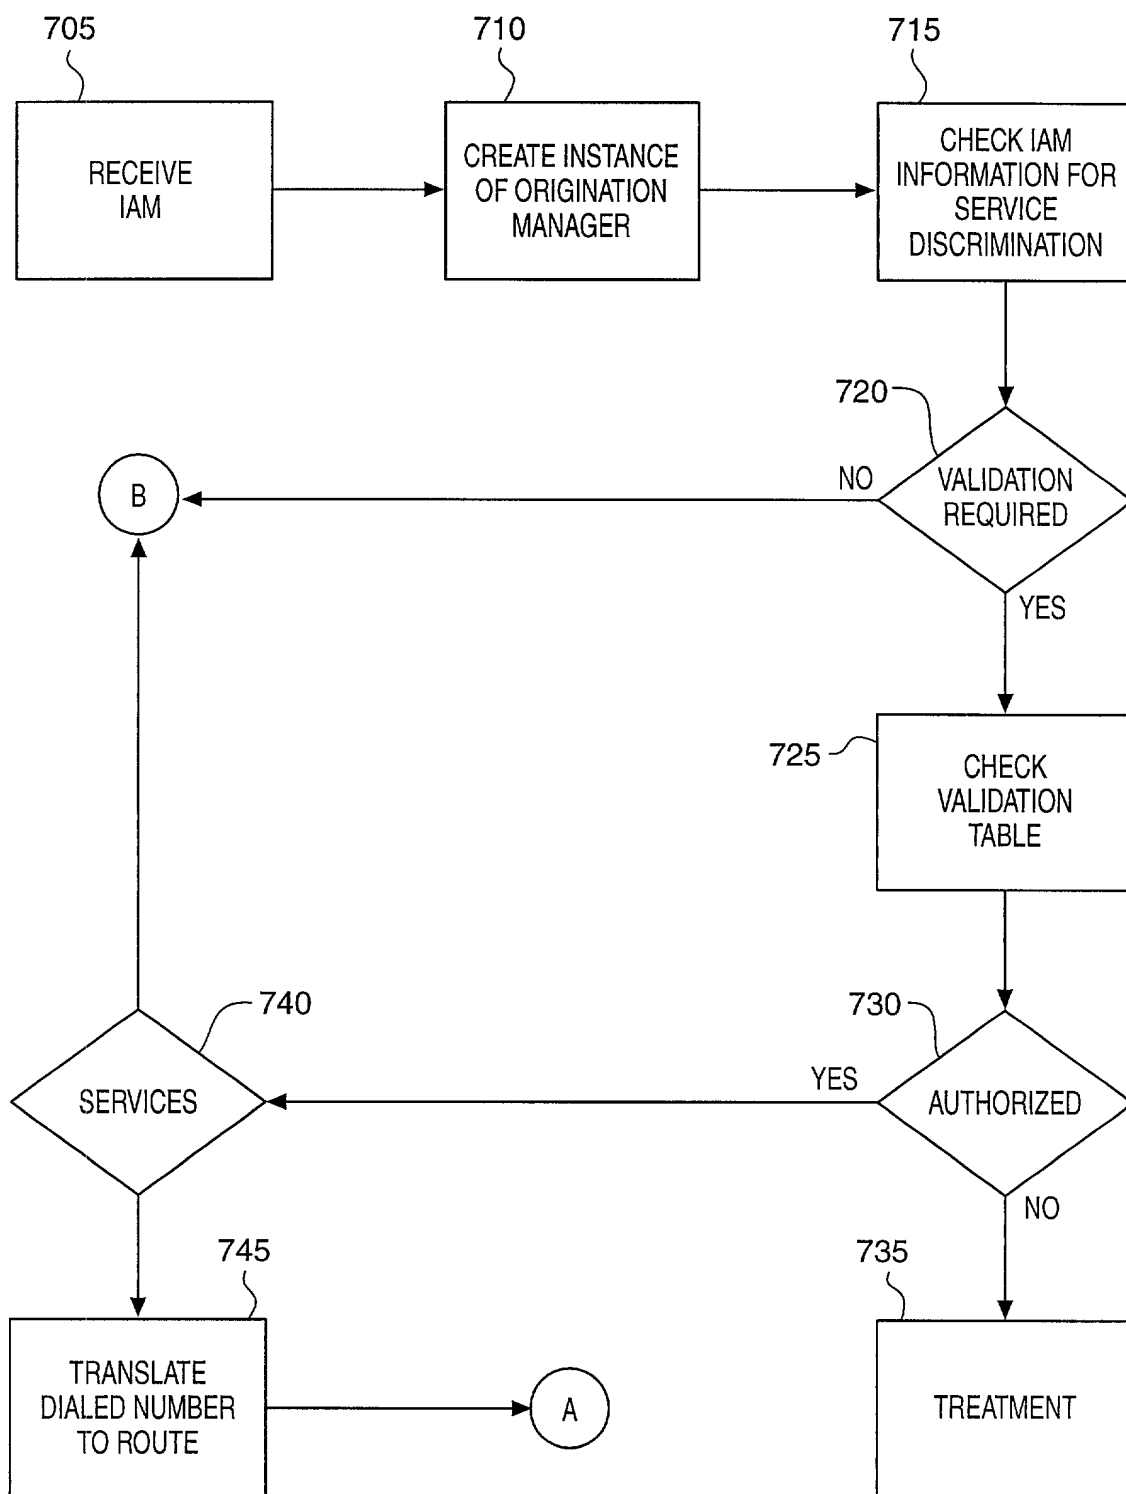 705
RECEIVE
IAM
710
CREATE INSTANCE
OF ORIGINATION
MANAGER
715
CHECK IAM
INFORMATION FOR
SERVICE
DISCRIMINATION
720
VALIDATION
REQUIRED
NO
YES
B
725
CHECK
VALIDATION
TABLE
730
AUTHORIZED
YES
NO
740
SERVICES
745
TRANSLATE
DIALED NUMBER
TO ROUTE
A
735
TREATMENT